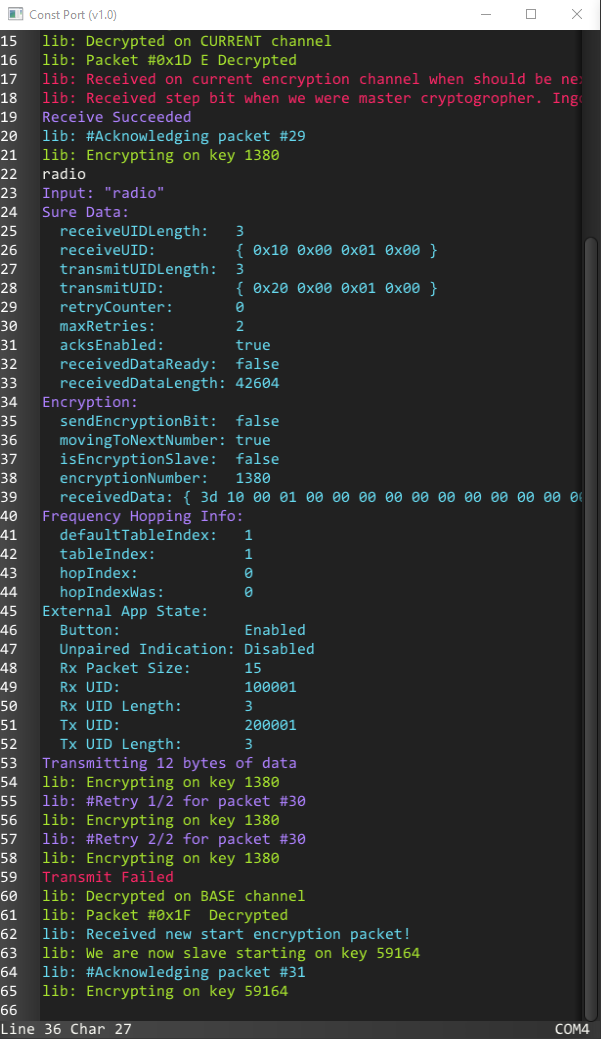 Const Port (v1.0)
15 lib: Decrypted on CURRENT channel
16 lib: Packet #0x1D E Decrypted
17 lib: Received on current encryption channel when should be
18 lib: Received step bit when we were master cryptogropher.
19 Receive Succeeded
20 lib: #Acknowledging packet #29
21 lib: Encrypting on key 1380
22 radio
23 Input: "radio"
24 Sure Data:
25 receiveUIDLength: 3
26 receiveUID: { 0x10 0x00 0x01 0x00 }
27 transmitUIDLength: 3
28 transmitUID: { 0x20 0x00 0x01 0x00 }
29 retryCounter: 0
30 maxRetries: 2
31 acksEnabled: true
32 receivedDataReady: false
33 receivedDataLength: 42604
34 Encryption:
35 sendEncryptionBit: false
36 movingToNextNumber: true
37 isEncryptionSlave: false
38 encryptionNumber: 1380
39 receivedData: { 3d 10 00 01 00 00 00 00 00 00 00 00 00 00 00
40 Frequency Hopping Info:
41 defaultTableIndex: 1
42 tableIndex: 1
43 hopIndex: 0
44 hopIndexWas: 0
45 External App State:
46 Button: Enabled
47 Unpaired Indication: Disabled
48 Rx Packet Size: 15
49 Rx UID: 100001
50 Rx UID Length: 3
51 Tx UID: 200001
52 Tx UID Length: 3
53 Transmitting 12 bytes of data
54 lib: Encrypting on key 1380
55 lib: #Retry 1/2 for packet #30
56 lib: Encrypting on key 1380
57 lib: #Retry 2/2 for packet #30
58 lib: Encrypting on key 1380
59 Transmit Failed
60 lib: Decrypted on BASE channel
61 lib: Packet #0x1F Decrypted
62 lib: Received new start encryption packet!
63 lib: We are now slave starting on key 59164
64 lib: #Acknowledging packet #31
65 lib: Encrypting on key 59164
66
Line 36 Char 27 COM4